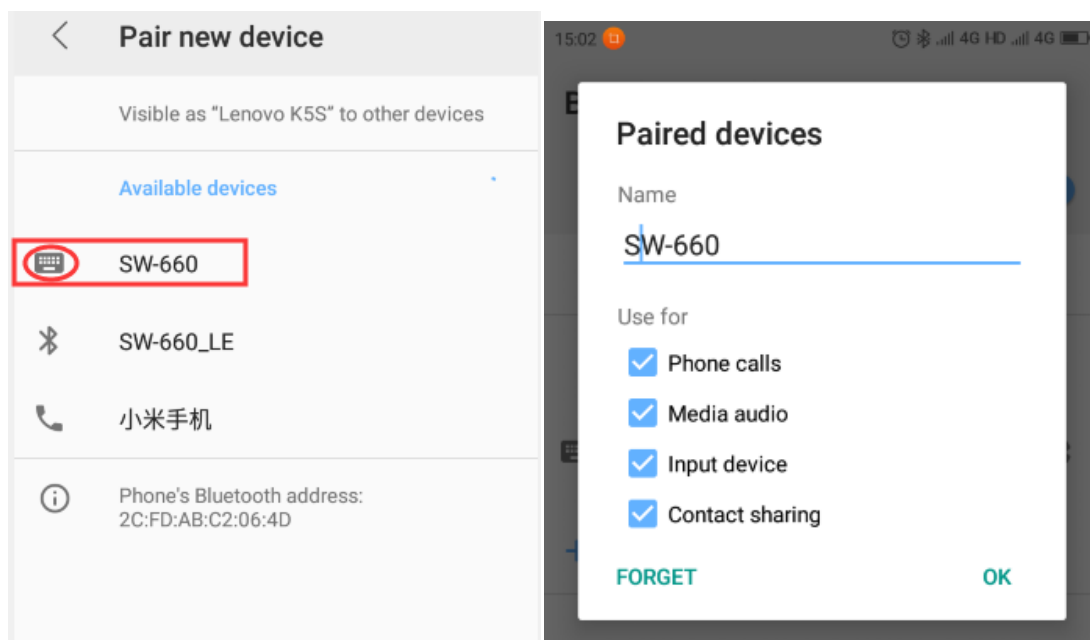 Pair new device
Visible as “Lenovo K5S” to other devices
Available devices
SW-660
SW-660_LE
小米手机
Phone's Bluetooth address:
2C:FD:AB:C2:06:4D
15:02
4G HD 4G
Paired devices
Name
SW-660
Use for
Phone calls
Media audio
Input device
Contact sharing
FORGET OK